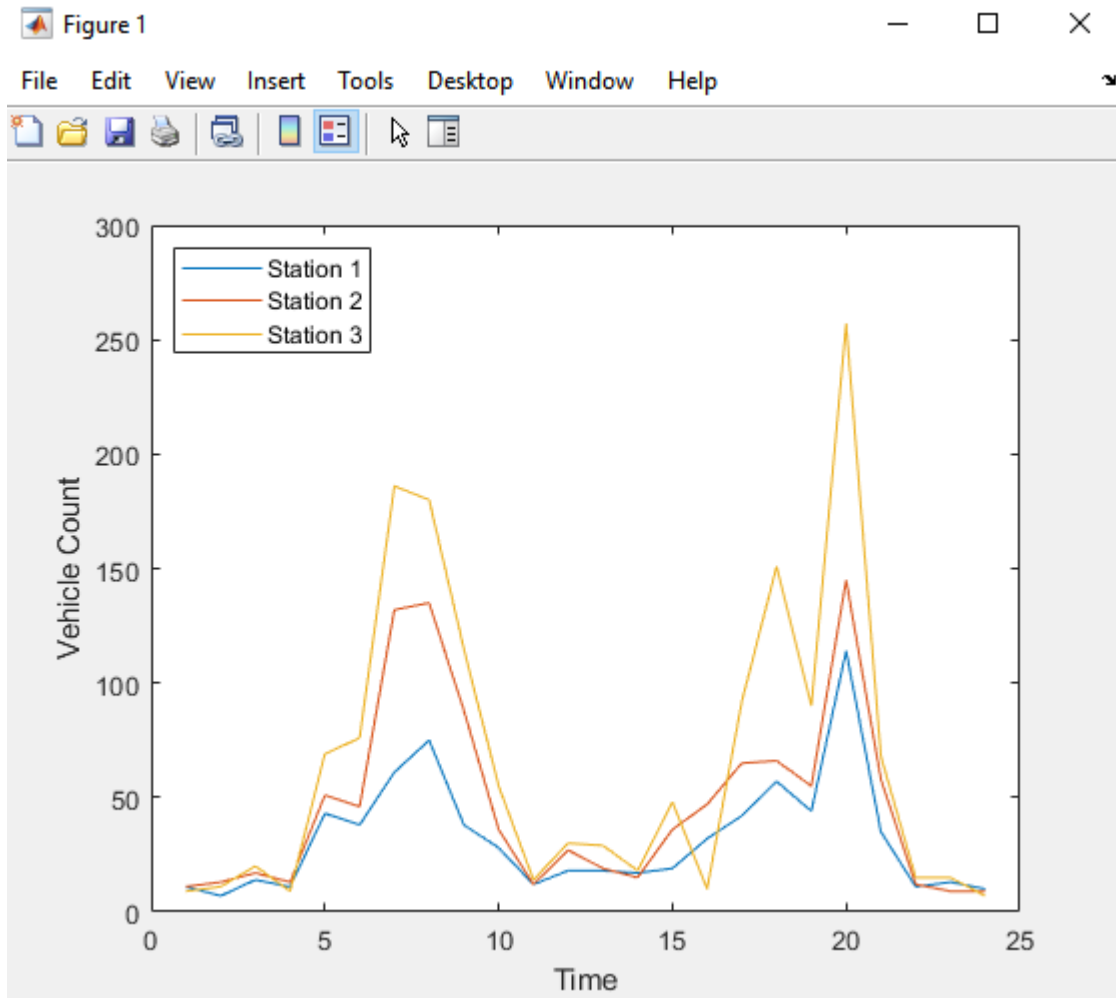 Figure 1
File Edit View Insert Tools Desktop Window Help
300
250
200
150
100
50
0
Vehicle Count
Station 1
Station 2
Station 3
0 5 10 15 20 25
Time